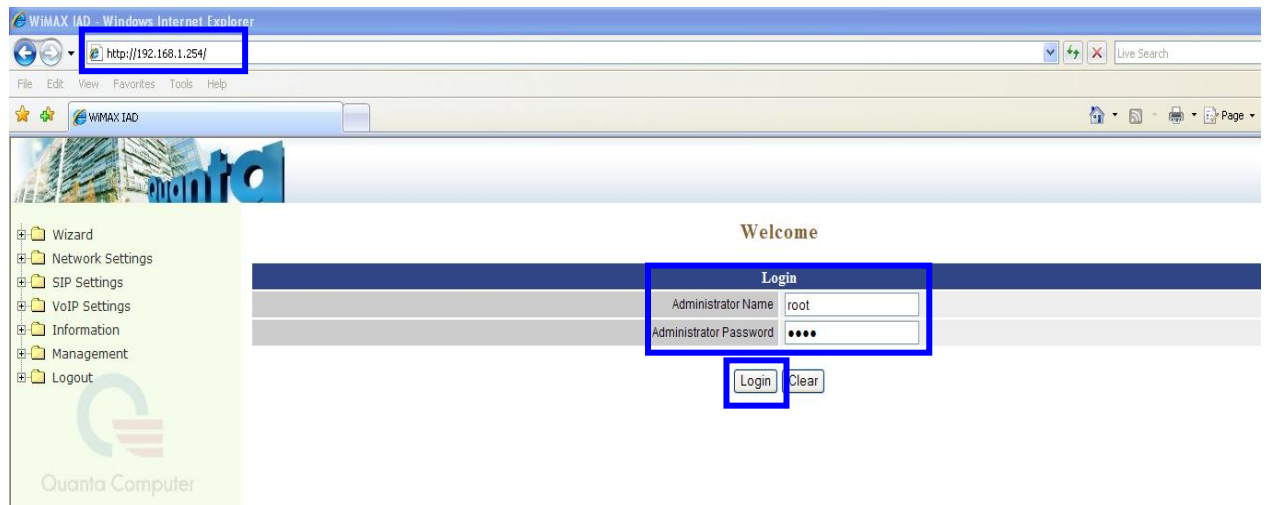 WiMAX IAD - Windows Internet Explorer
http://192.168.1.254/
Live Search
File Edit View Favorites Tools Help
WiMAX IAD
Page
Quanta
Welcome
Wizard
Network Settings
SIP Settings
VoIP Settings
Information
Management
Logout
Login
Administrator Name root
Administrator Password ••••
Login Clear
Quanta Computer